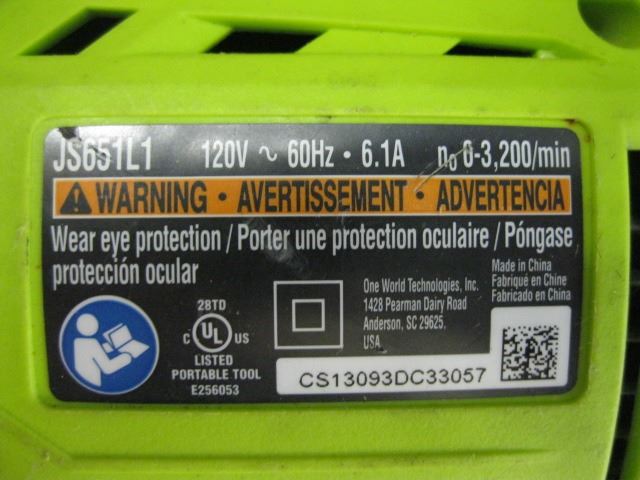 JS651L1 120V ~ 60Hz • 6.1A n₀ 0-3,200/min
WARNING • AVERTISSEMENT • ADVERTENCIA
Wear eye protection / Porter une protection oculaire / Póngase
protección ocular
28TD
C UL US
LISTED
PORTABLE TOOL
E256053
One World Technologies, Inc.
1428 Pearman Dairy Road
Anderson, SC 29625.
USA.
Made in China
Fabriqué en Chine
Fabricado en China
CS13093DC33057